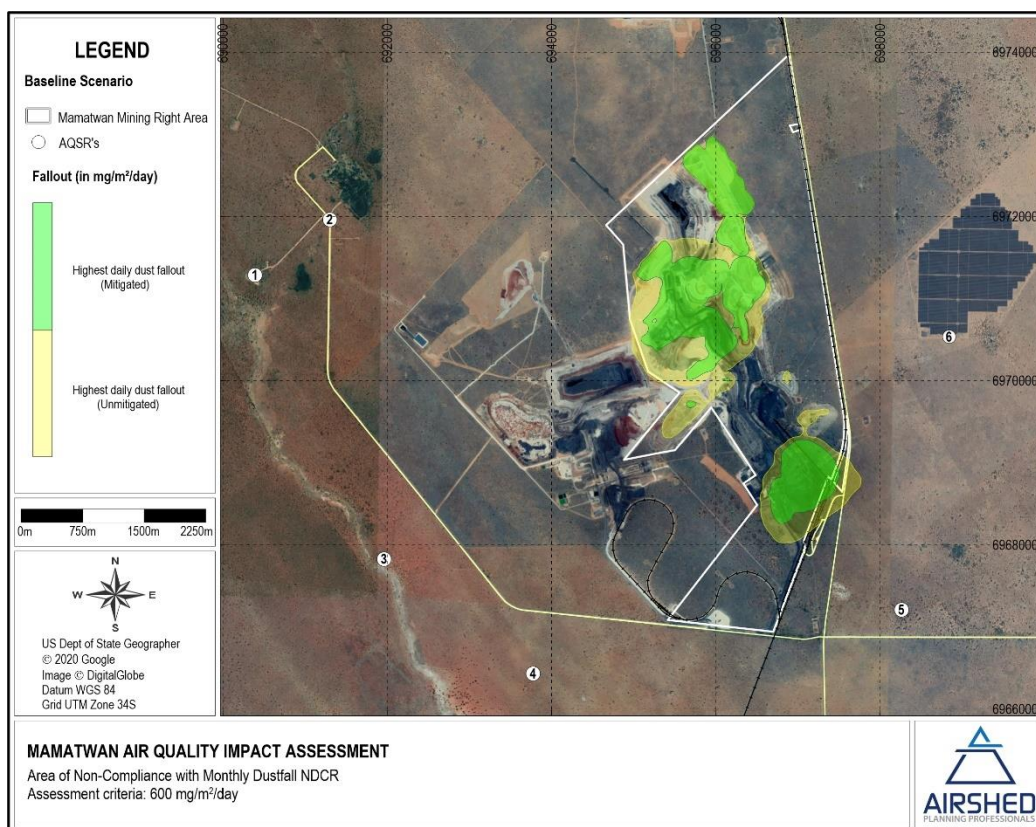 LEGEND
Baseline Scenario
Mamatwan Mining Right Area
AQSR's
Fallout (in mg/m²/day)
Highest daily dust fallout
(Mitigated)
Highest daily dust fallout
(Unmitigated)
0m 750m 1500m 2250m
N
W E
S
US Dept of State Geographer
© 2020 Google
Image © DigitalGlobe
Datum WGS 84
Grid UTM Zone 34S
690000 692000 694000 696000 698000
6974000
6972000
6970000
6968000
6966000
2
1
6
3
5
4
MAMATWAN AIR QUALITY IMPACT ASSESSMENT
Area of Non-Compliance with Monthly Dustfall NDCR
Assessment criteria: 600 mg/m²/day
AIRSHED
PLANNING PROFESSIONALS